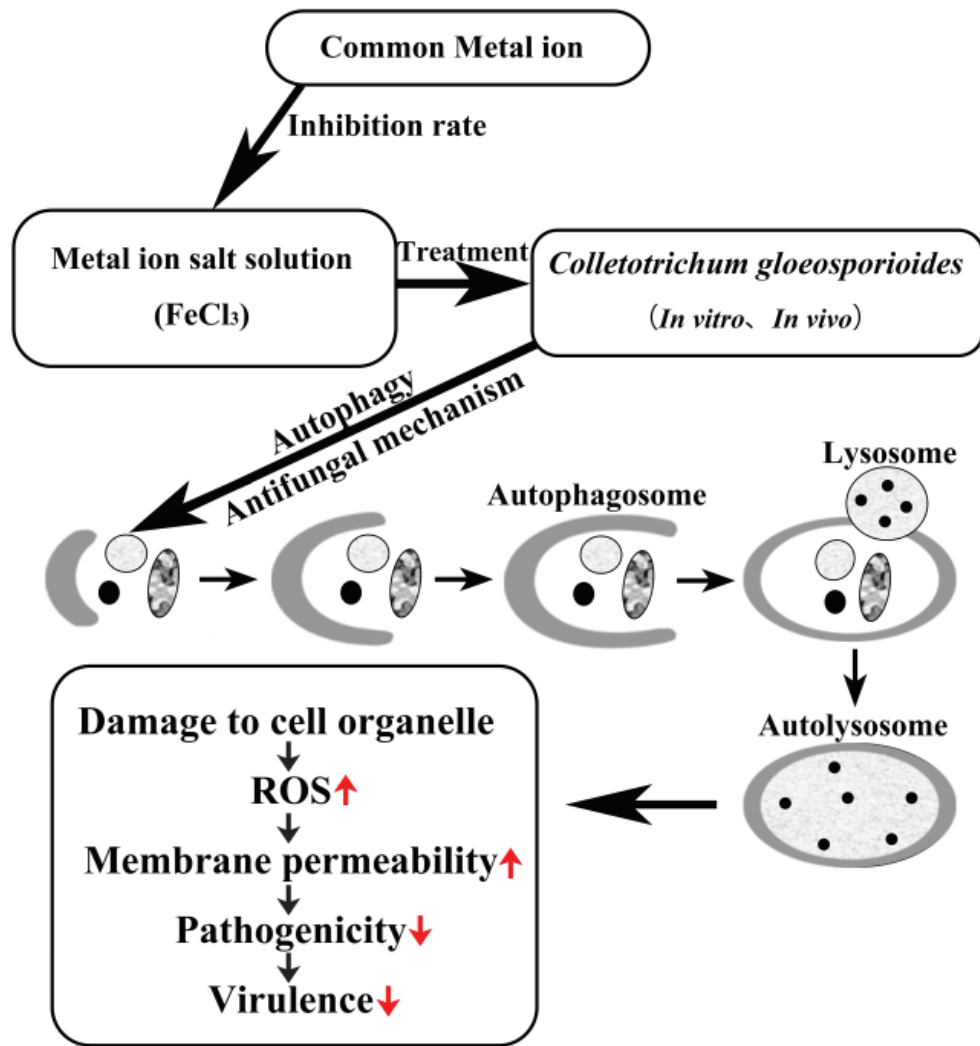 Common Metal ion
Inhibition rate
Metal ion salt solution
(FeCl₃)
Treatment
Colletotrichum gloeosporioides
（In vitro、In vivo）
Autophagy
Antifungal mechanism
Lysosome
Autophagosome
Autolysosome
Damage to cell organelle
ROS
Membrane permeability
Pathogenicity
Virulence